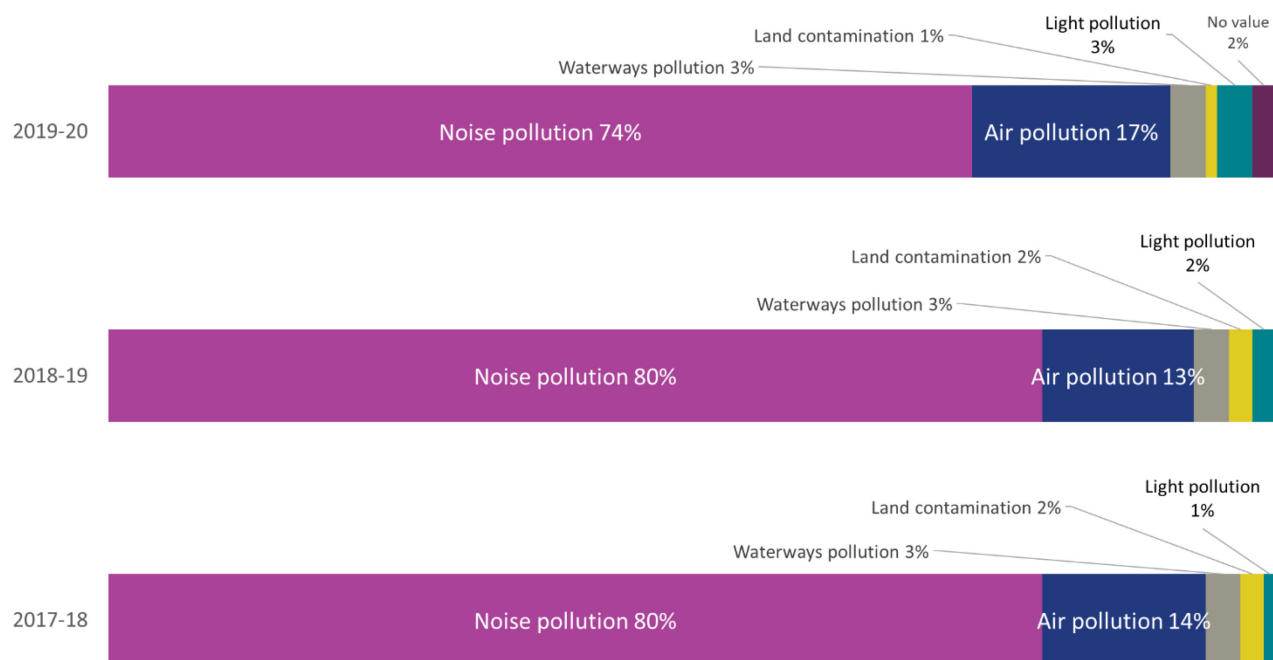 Light pollution
3%
No value
2%
Land contamination 1%
Waterways pollution 3%
2019-20
Noise pollution 74%
Air pollution 17%
Light pollution
2%
Land contamination 2%
Waterways pollution 3%
2018-19
Noise pollution 80%
Air pollution 13%
Light pollution
1%
Land contamination 2%
Waterways pollution 3%
2017-18
Noise pollution 80%
Air pollution 14%